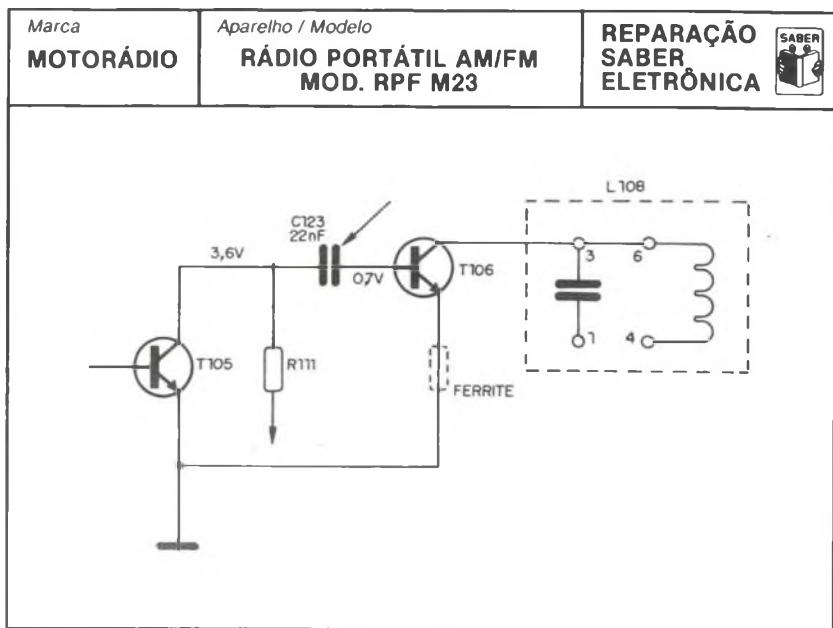 Marca
MOTORÁDIO
Aparelho / Modelo
RÁDIO PORTÁTIL AM/FM
MOD. RPF M23
REPARAÇÃO
SABER
ELETRÔNICA
SABER
L108
C123
22nF
3,6V
0,7V
T106
3
6
T105
R111
1
4
FERRITE